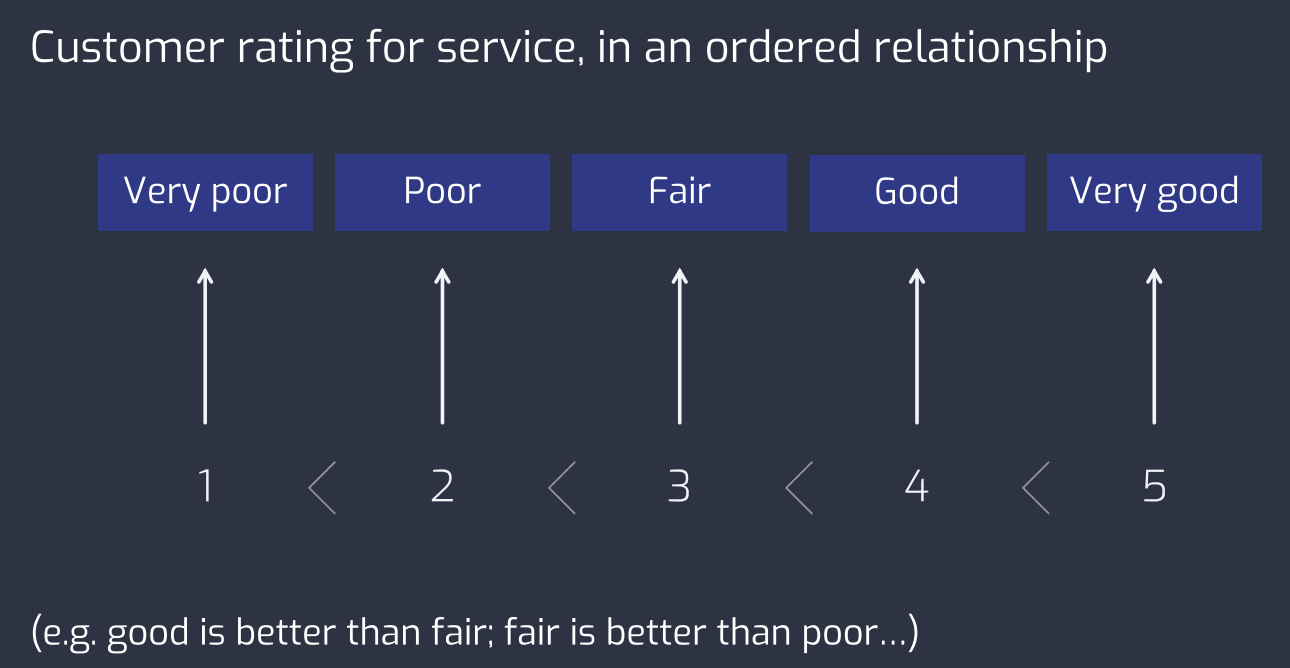 Customer rating for service, in an ordered relationship
Very poor Poor Fair Good Very good
1 < 2 < 3 < 4 < 5
(e.g. good is better than fair; fair is better than poor...)